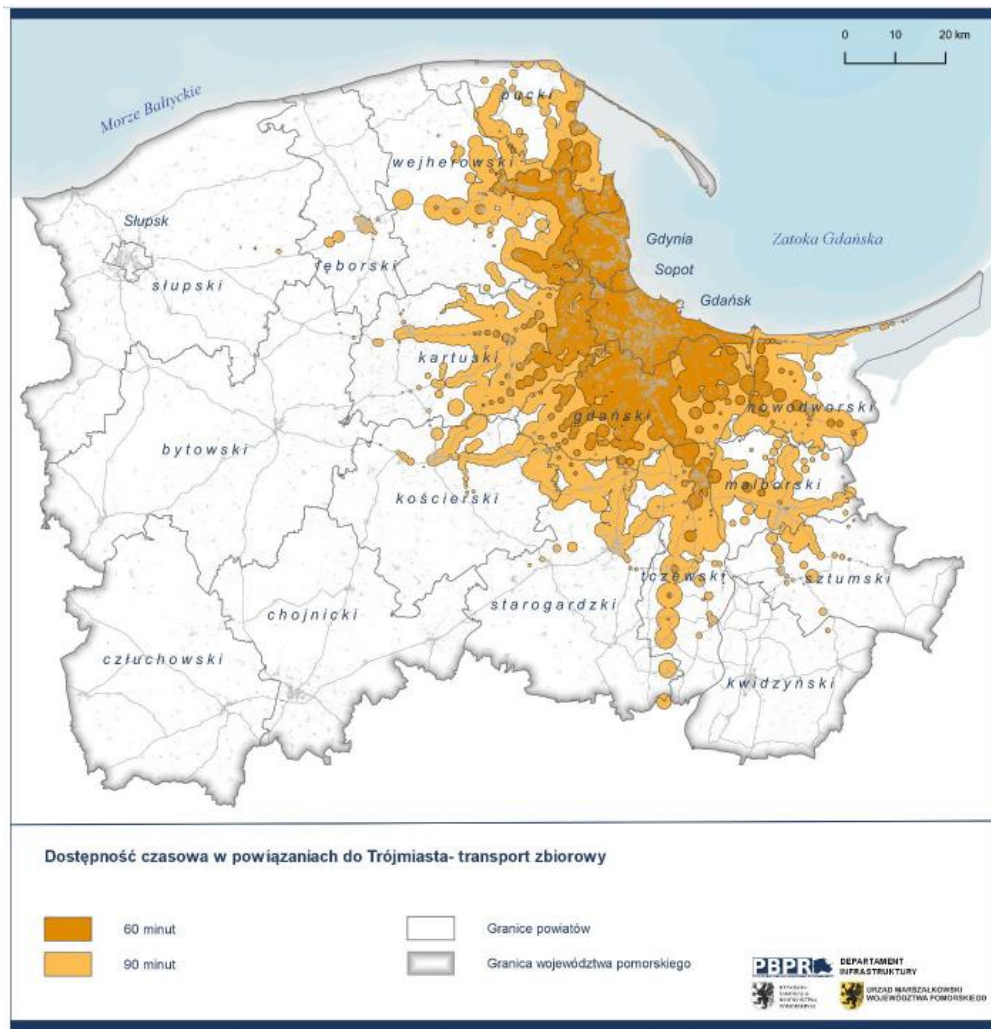 0 10 20 km
Morze Bałtyckie
pucki
wejherowski
Słupsk
Gdynia
Zatoka Gdańska
Sopot
słupski
łęborski
Gdańsk
kartuski
nowodworski
gdański
bytowski
malborski
kościerski
tczewski
sztumski
starogardzki
chojnicki
człuchowski
kwidzyński
Dostępność czasowa w powiązaniach do Trójmiasta- transport zbiorowy
60 minut
Granice powiatów
90 minut
Granica województwa pomorskiego
PBPR
DEPARTAMENT
INFRASTRUKTURY
URZĄD MARSZAŁKOWSKI
WOJEWÓDZTWA POMORSKIEGO